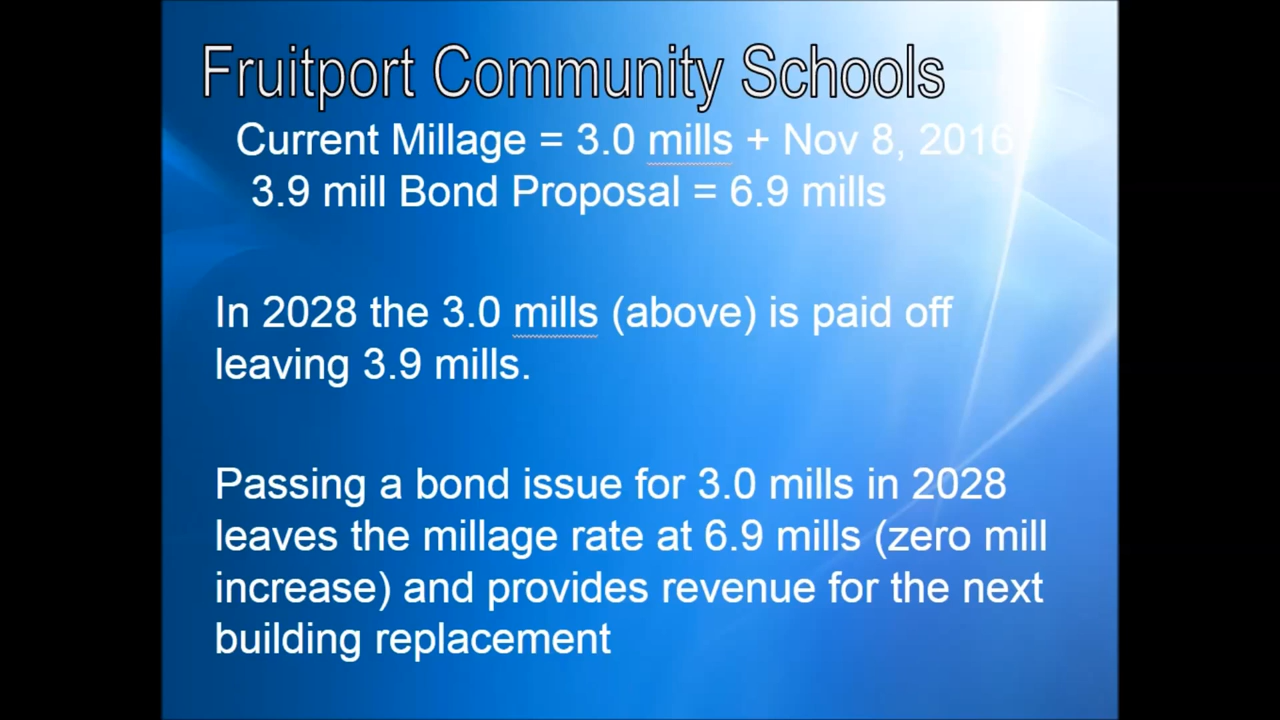 Fruitport Community Schools
Current Millage = 3.0 mills + Nov 8, 2016
3.9 mill Bond Proposal = 6.9 mills
In 2028 the 3.0 mills (above) is paid off
leaving 3.9 mills.
Passing a bond issue for 3.0 mills in 2028
leaves the millage rate at 6.9 mills (zero mill
increase) and provides revenue for the next
building replacement